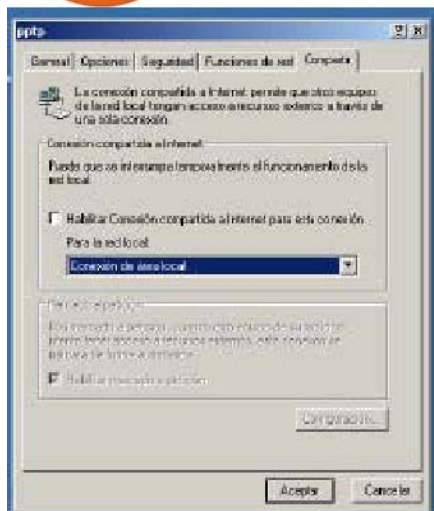 pptp
General Opciones Seguridad Funciones de red Compartir
La conexión compartida a Internet permite que otros equipos
de la red local tengan acceso a recursos externos a través de
una sola conexión.
Conexión compartida a Internet
Puede que se interrumpa temporalmente el funcionamiento de la
red local.
Habilitar Conexión compartida a Internet para esta conexión
Para la red local:
Conexión de área local
Marcado a petición
Habilitar marcado a petición
Configuración...
Aceptar Cancelar